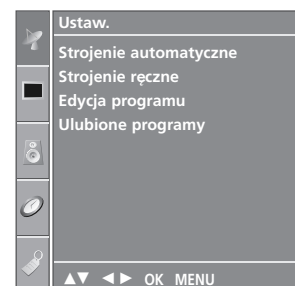 Ustaw.
Strojenie automatyczne
Strojenie ręczne
Edycja programu
Ulubione programy
▲▼ ◄► OK MENU